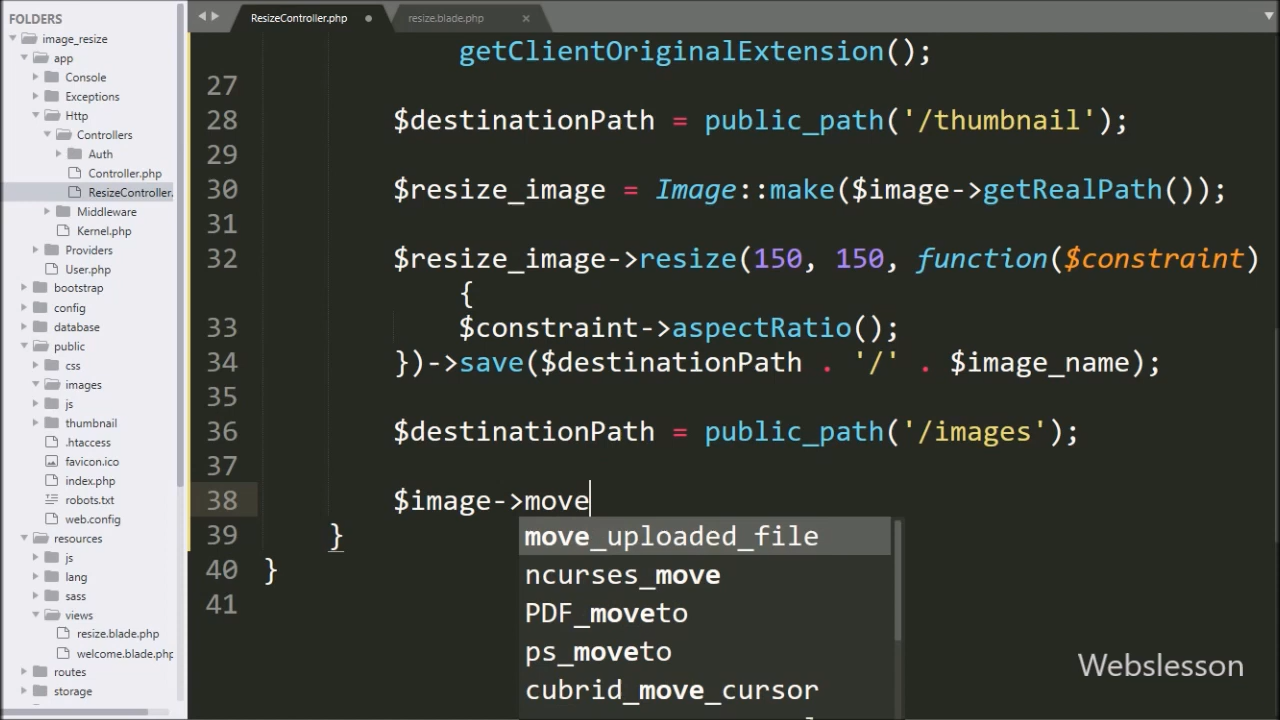 FOLDERS
image_resize
app
Console
Exceptions
Http
Controllers
Auth
Controller.php
ResizeController.
Middleware
Kernel.php
Providers
User.php
bootstrap
config
database
public
css
images
js
thumbnail
.htaccess
favicon.ico
index.php
robots.txt
web.config
resources
js
lang
sass
views
resize.blade.php
welcome.blade.php
routes
storage
ResizeController.php
resize.blade.php ×
getClientOriginalExtension();
27
28 $destinationPath = public_path('/thumbnail');
29
30 $resize_image = Image::make($image->getRealPath());
31
32 $resize_image->resize(150, 150, function($constraint)
{
33 $constraint->aspectRatio();
34 })->save($destinationPath . '/' . $image_name);
35
36 $destinationPath = public_path('/images');
37
38 $image->move
39 }
40 }
41
move_uploaded_file
ncurses_move
PDF_moveto
ps_moveto
cubrid_move_cursor
Webslesson